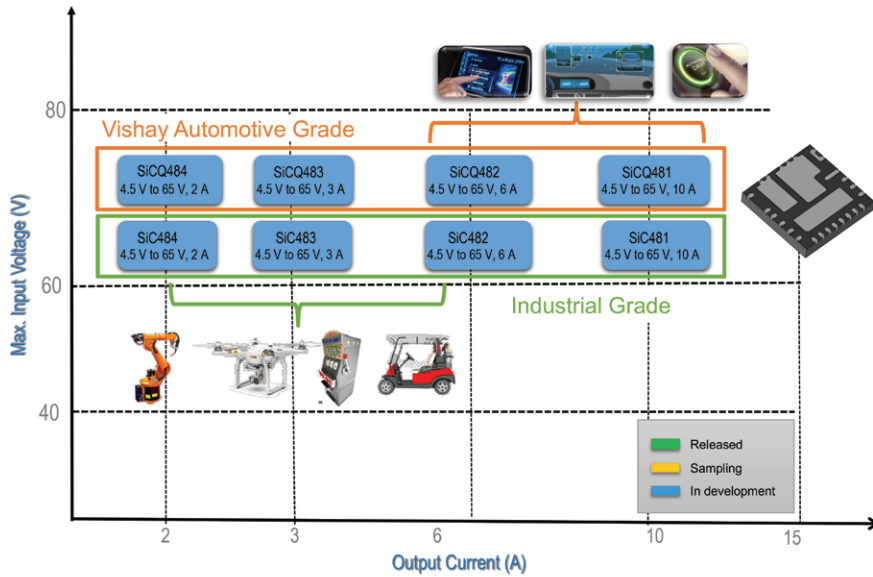 80
Vishay Automotive Grade
SiCQ484
4.5 V to 65 V, 2 A
SiCQ483
4.5 V to 65 V, 3 A
SiCQ482
4.5 V to 65 V, 6 A
SiCQ481
4.5 V to 65 V, 10 A
SiC484
4.5 V to 65 V, 2 A
SiC483
4.5 V to 65 V, 3 A
SiC482
4.5 V to 65 V, 6 A
SiC481
4.5 V to 65 V, 10 A
Max. Input Voltage (V)
60
Industrial Grade
40
Released
Sampling
In development
2
3
6
10
15
Output Current (A)